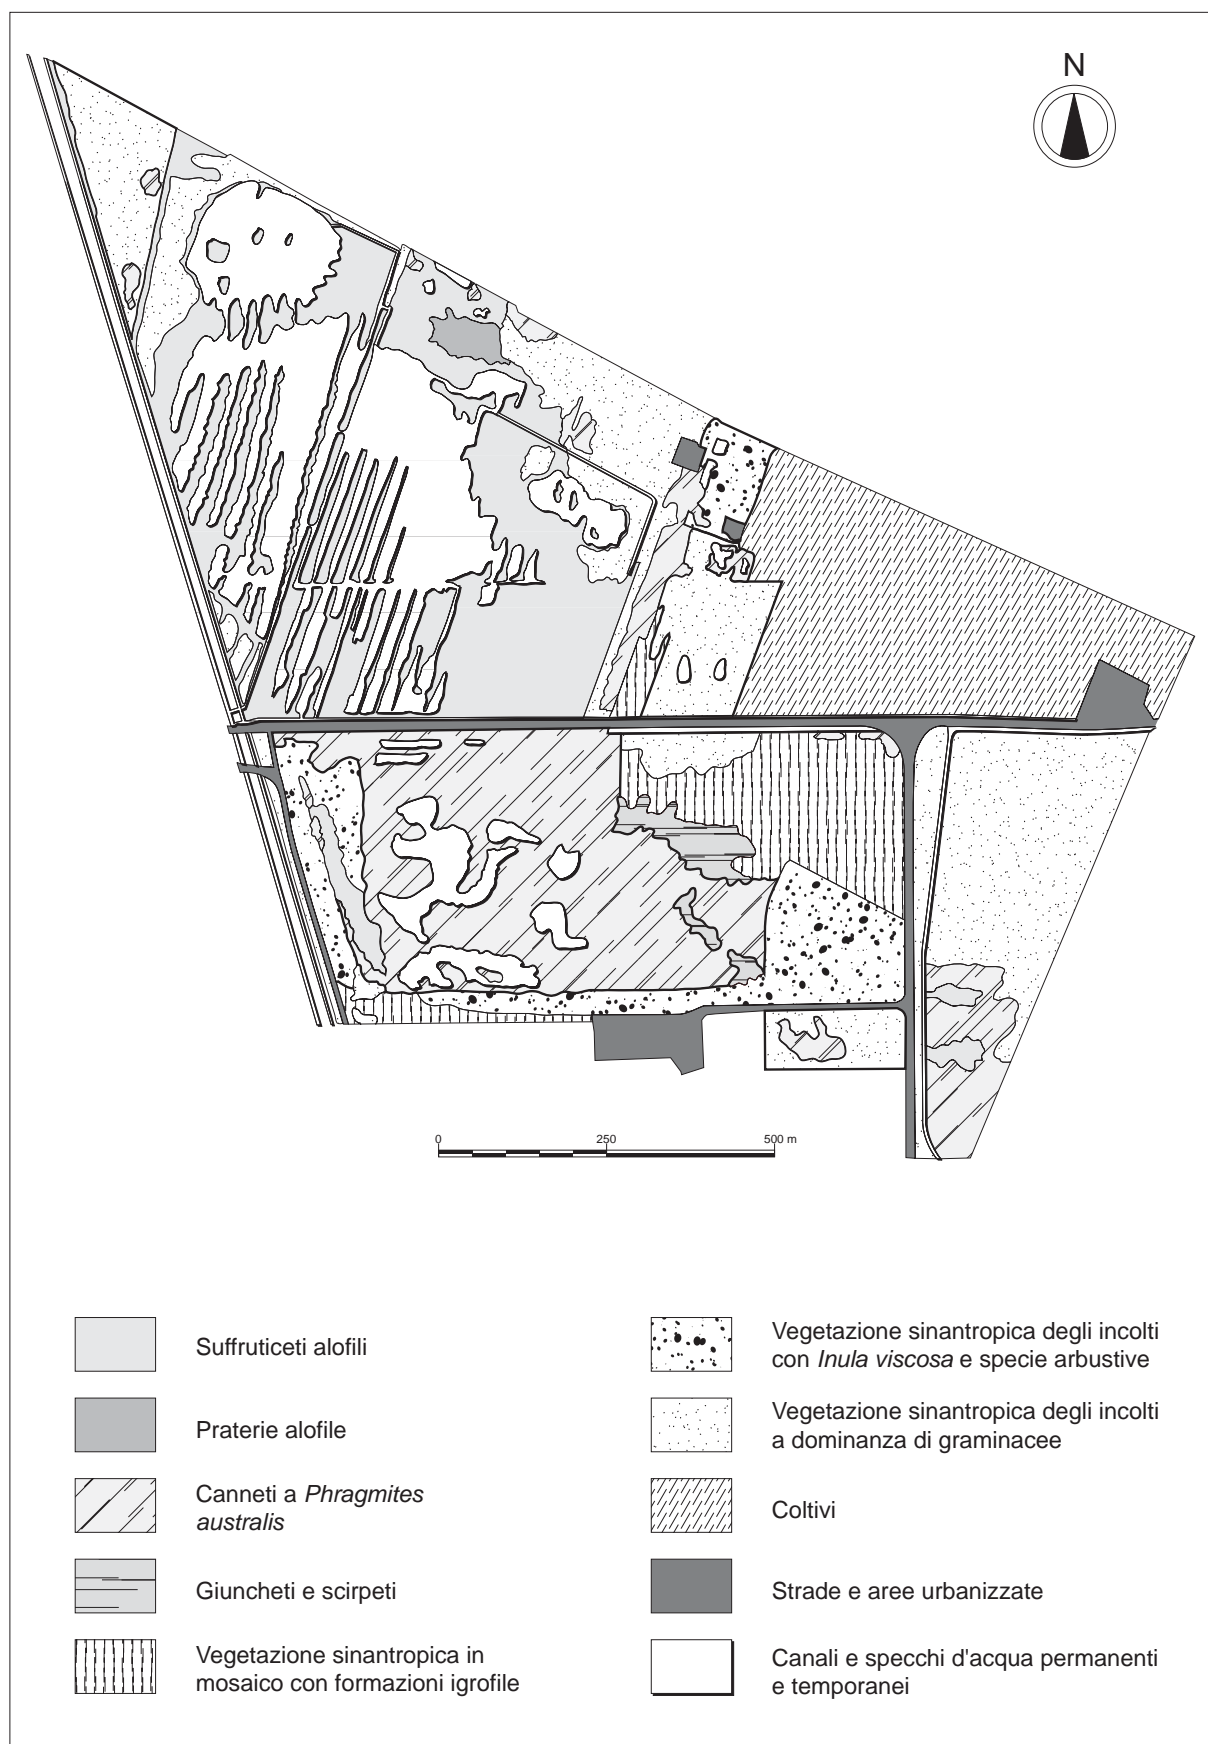 N
0 250 500 m
Suffruticeti alofili
Praterie alofile
Canneti a Phragmites
australis
Giuncheti e scirpeti
Vegetazione sinantropica in
mosaico con formazioni igrofile
Vegetazione sinantropica degli incolti
con Inula viscosa e specie arbustive
Vegetazione sinantropica degli incolti
a dominanza di graminacee
Coltivi
Strade e aree urbanizzate
Canali e specchi d'acqua permanenti
e temporanei